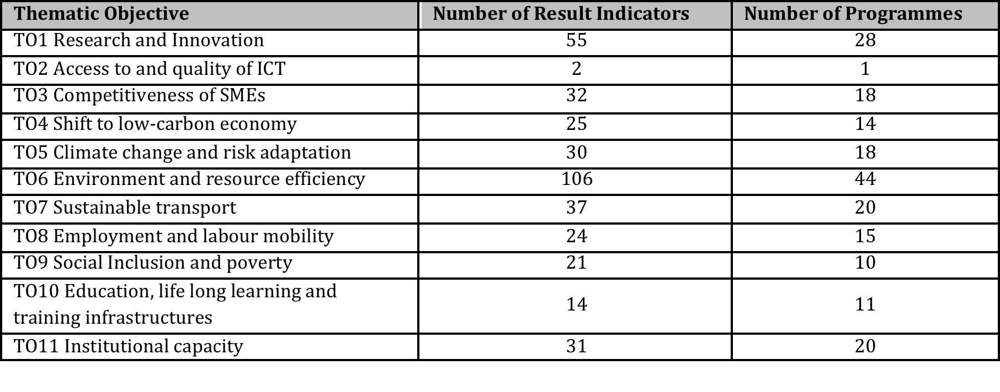 Thematic Objective Number of Result Indicators Number of Programmes
TO1 Research and Innovation 55 28
TO2 Access to and quality of ICT 2 1
TO3 Competitiveness of SMEs 32 18
TO4 Shift to low-carbon economy 25 14
TO5 Climate change and risk adaptation 30 18
TO6 Environment and resource efficiency 106 44
TO7 Sustainable transport 37 20
TO8 Employment and labour mobility 24 15
TO9 Social Inclusion and poverty 21 10
TO10 Education, life long learning and
training infrastructures 14 11
TO11 Institutional capacity 31 20